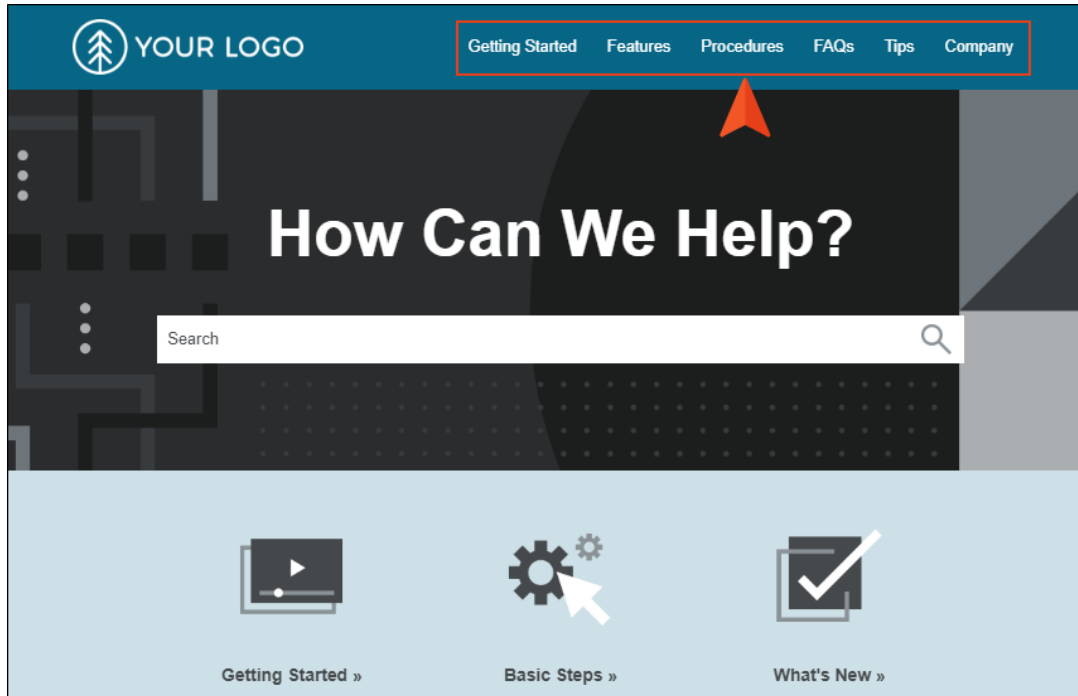 YOUR LOGO
Getting Started Features Procedures FAQs Tips Company
How Can We Help?
Search
Getting Started » Basic Steps » What's New »